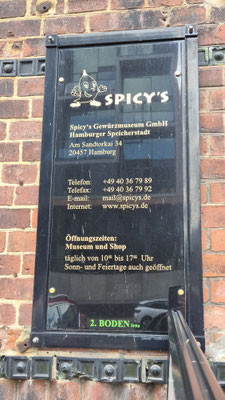 SPICY'S
Spicy's Gewürzmuseum GmbH
Hamburger Speicherstadt
Am Sandtorkai 34
20457 Hamburg
Telefon: +49 40 36 79 89
Telefax: +49 40 36 79 92
E-mail: mail@spicys.de
Internet: www.spicys.de
Öffnungszeiten:
Museum und Shop
täglich von 10⁰⁰ bis 17⁰⁰ Uhr
Sonn- und Feiertage auch geöffnet
2. BODEN